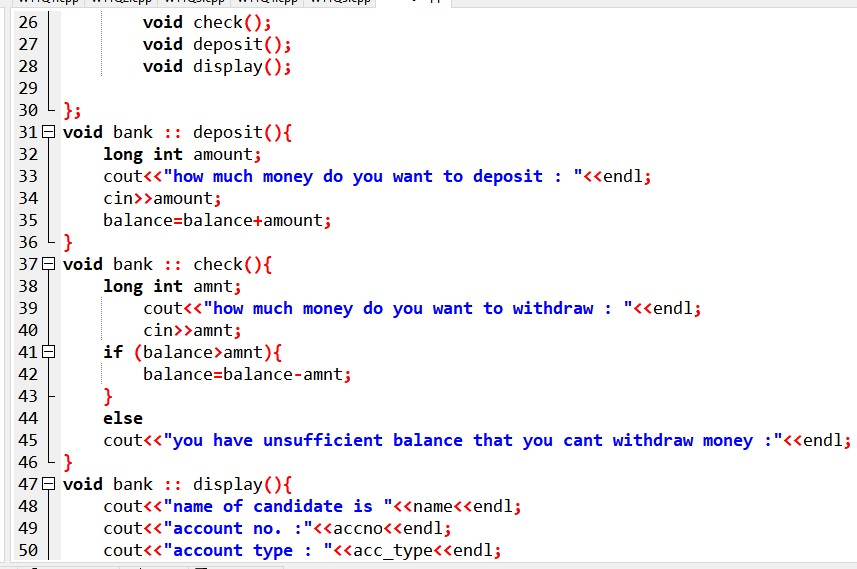 26 void check();
27 void deposit();
28 void display();
29
30 };
31 void bank :: deposit(){
32 long int amount;
33 cout<<"how much money do you want to deposit : "<<endl;
34 cin>>amount;
35 balance=balance+amount;
36 }
37 void bank :: check(){
38 long int amnt;
39 cout<<"how much money do you want to withdraw : "<<endl;
40 cin>>amnt;
41 if (balance>amnt){
42 balance=balance-amnt;
43 }
44 else
45 cout<<"you have unsufficient balance that you cant withdraw money :"<<endl;
46 }
47 void bank :: display(){
48 cout<<"name of candidate is "<<name<<endl;
49 cout<<"account no. :"<<accno<<endl;
50 cout<<"account type : "<<acc_type<<endl;